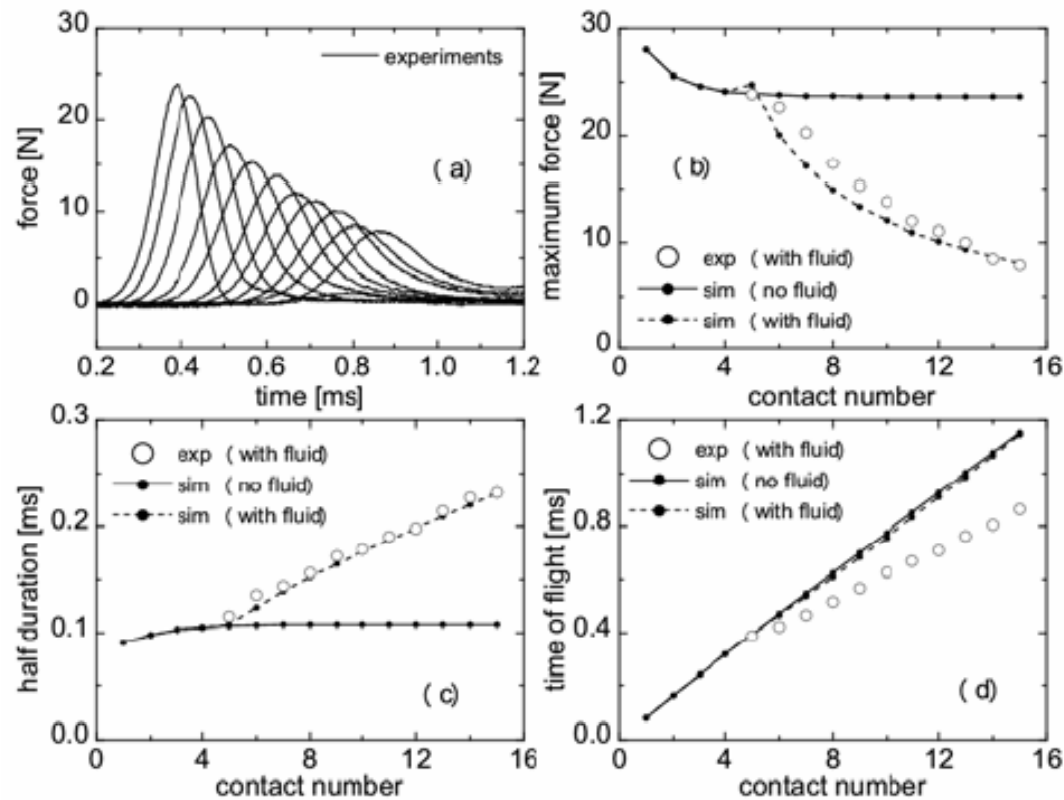 30
20
10
0
force [N]
experiments
( a)
0.2 0.4 0.6 0.8 1.0 1.2
time [ms]
30
20
10
0
maximum force [N]
( b)
exp ( with fluid)
sim ( no fluid)
sim ( with fluid)
0 4 8 12 16
contact number
0.3
0.2
0.1
0.0
half duration [ms]
exp ( with fluid)
sim ( no fluid)
sim ( with fluid)
( c)
0 4 8 12 16
contact number
1.2
0.8
0.4
0.0
time of flight [ms]
exp ( with fluid)
sim ( no fluid)
sim ( with fluid)
( d)
0 4 8 12 16
contact number